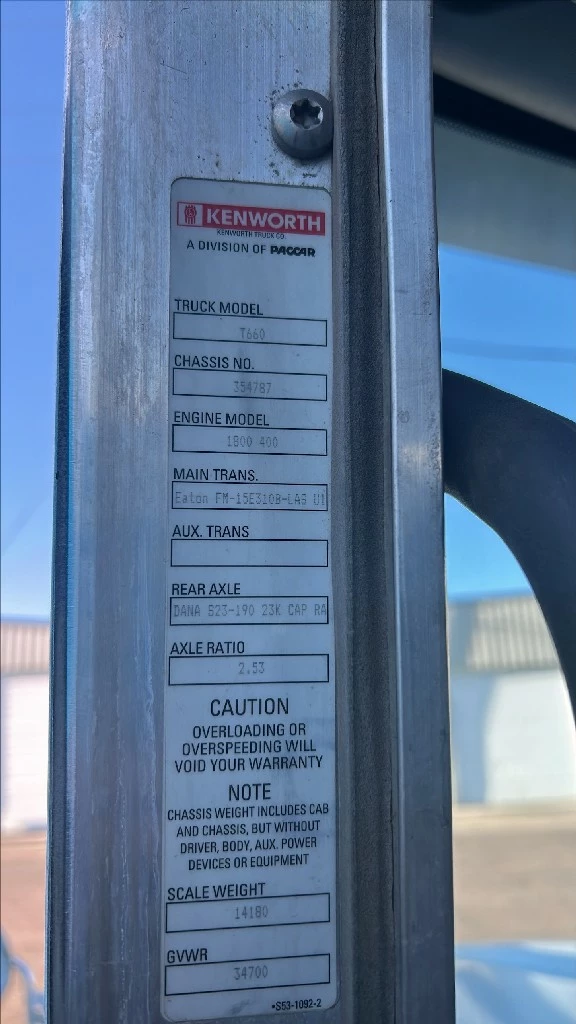 KENWORTH
KENWORTH TRUCK CO.
A DIVISION OF PACCAR
TRUCK MODEL
T660
CHASSIS NO.
354787
ENGINE MODEL
1800 400
MAIN TRANS.
Eaton FM-15E310B-LAS U1
AUX. TRANS
REAR AXLE
DANA S23-190 23K CAP RA
AXLE RATIO
2.53
CAUTION
OVERLOADING OR
OVERSPEEDING WILL
VOID YOUR WARRANTY
NOTE
CHASSIS WEIGHT INCLUDES CAB
AND CHASSIS, BUT WITHOUT
DRIVER, BODY, AUX. POWER
DEVICES OR EQUIPMENT
SCALE WEIGHT
14180
GVWR
34700
•S53-1092-2